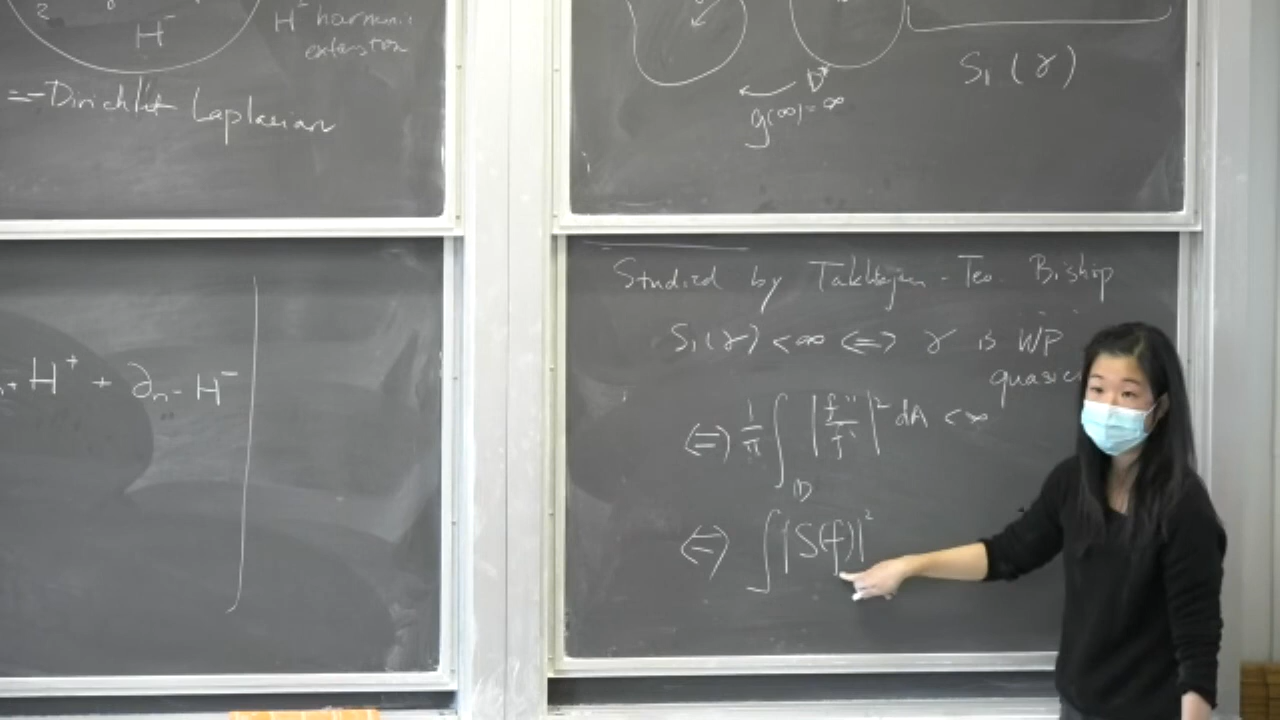 2
H⁻
H⁻ harmonic
extension
=-Dirichlet Laplacian
H⁺ + ∂n- H⁻
D*
g(∞)=∞
S₁(γ)
Studied by Takhtajan - Teo. Bishop
S₁(γ) < ∞ <=> γ is WP
quasic
<=> 1/π ∫_D |f''/f'|² dA < ∞
<=> ∫ |S(f)|²